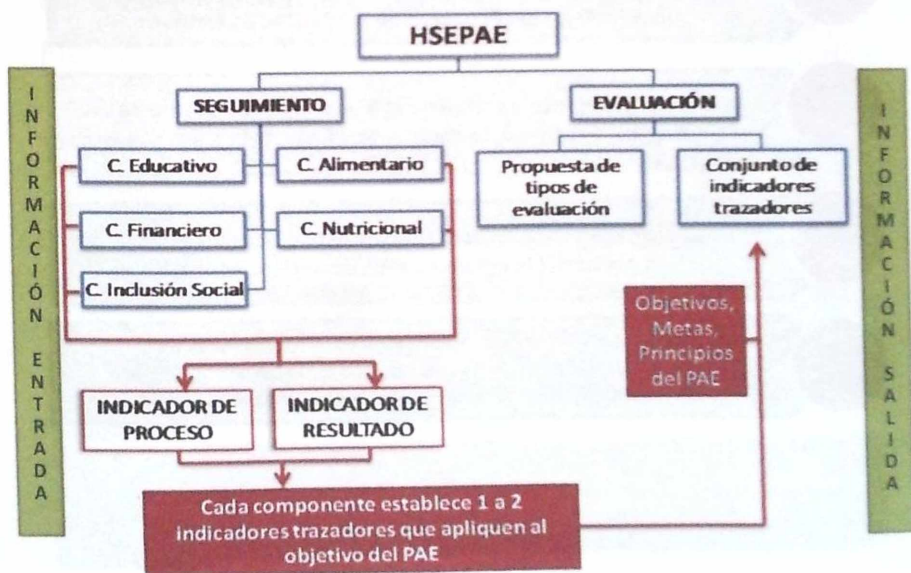 HSEPAE
INFORMACIÓN ENTRADA
SEGUIMIENTO
C. Educativo
C. Alimentario
C. Financiero
C. Nutricional
C. Inclusión Social
INDICADOR DE
PROCESO
INDICADOR DE
RESULTADO
Cada componente establece 1 a 2
indicadores trazadores que apliquen al
objetivo del PAE
EVALUACIÓN
Propuesta de
tipos de
evaluación
Conjunto de
indicadores
trazadores
Objetivos,
Metas,
Principios
del PAE
INFORMACIÓN SALIDA